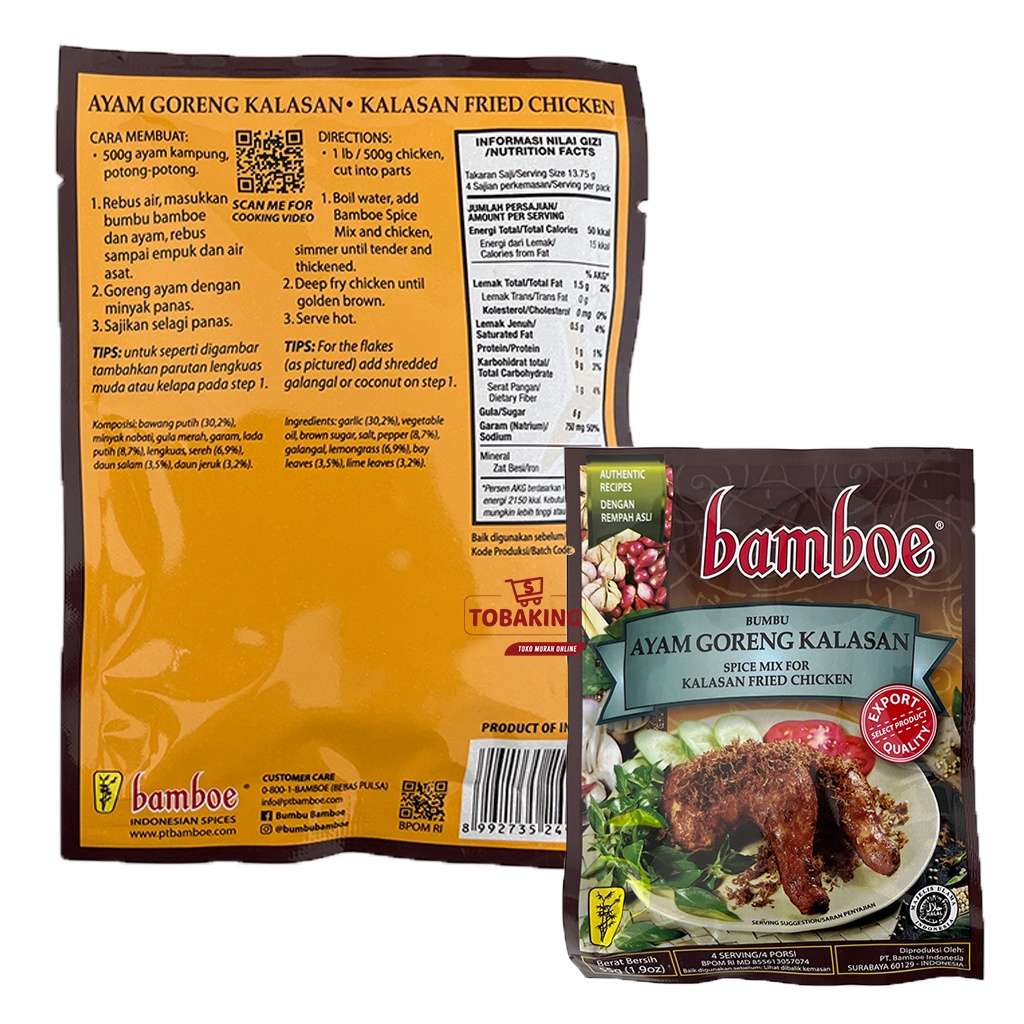 AYAM GORENG KALASAN• KALASAN FRIED CHICKEN
CARA MEMBUAT:
• 500g ayam kampung,
potong-potong.
1. Rebus air, masukkan
bumbu bamboe
dan ayam, rebus
sampai empuk dan air
asat.
2. Goreng ayam dengan
minyak panas.
3. Sajikan selagi panas.
TIPS: untuk seperti digambar
tambahkan parutan lengkuas
muda atau kelapa pada step 1.
Komposisi: bawang putih (30,2%),
minyak nabati, gula merah, garam, lada
putih (8,7%), lengkuas, sereh (6,9%),
daun salam (3,5%), daun jeruk (3,2%).
SCAN ME FOR
COOKING VIDEO
DIRECTIONS:
• 1 lb / 500g chicken,
cut into parts
1. Boil water, add
Bamboe Spice
Mix and chicken,
simmer until tender and
thickened.
2. Deep fry chicken until
golden brown.
3. Serve hot.
TIPS: For the flakes
(as pictured) add shredded
galangal or coconut on step 1.
Ingredients: garlic (30,2%), vegetable
oil, brown sugar, salt, pepper (8,7%),
galangal, lemongrass (6,9%), bay
leaves (3,5%), lime leaves (3,2%).
INFORMASI NILAI GIZI
/NUTRITION FACTS
Takaran Saji/Serving Size 13.75 g
4 Sajian perkemasan/Serving per pack
JUMLAH PERSAJIAN/
AMOUNT PER SERVING
Energi Total/Total Calories 50 kkal
Energi dari Lemak/ 15 kkal
Calories from Fat
% AKG*
Lemak Total/Total Fat 1.5 g 2%
Lemak Trans/Trans Fat 0 g
Kolesterol/Cholesterol 0 mg 0%
Lemak Jenuh/ 0.5 g 4%
Saturated Fat
Protein/Protein 1 g 1%
Karbohidrat total/ 9 g 3%
Total Carbohydrate
Serat Pangan/ 1 g 4%
Dietary Fiber
Gula/Sugar 6 g
Garam (Natrium)/ 750 mg 50%
Sodium
Mineral
Zat Besi/Iron
*Persen AKG berdasarkan
energi 2150 kkal. Kebutu
mungkin lebih tinggi atau
Baik digunakan sebelum/
Kode Produksi/Batch Code:
TOBAKING
TOKO MURAH ONLINE
PRODUCT OF IN
bamboe
INDONESIAN SPICES
www.ptbamboe.com
CUSTOMER CARE
0-800-1-BAMBOE (BEBAS PULSA)
info@ptbamboe.com
Bumbu Bamboe
@bumbubamboe
BPOM RI
8 992735 24
AUTHENTIC
RECIPES
DENGAN
REMPAH ASLI
bamboe®
BUMBU
AYAM GORENG KALASAN
SPICE MIX FOR
KALASAN FRIED CHICKEN
EXPORT
SELECT PRODUCT
QUALITY
SERVING SUGGESTION/SARAN PENYAJIAN
MAJELIS ULAMA
HALAL
INDONESIA
Berat Bersih
55g (1.9oz)
4 SERVING/4 PORSI
BPOM RI MD 855613057074
Baik digunakan sebelum: Lihat dibalik kemasan
Diproduksi Oleh:
PT. Bamboe Indonesia
SURABAYA 60129 - INDONESIA